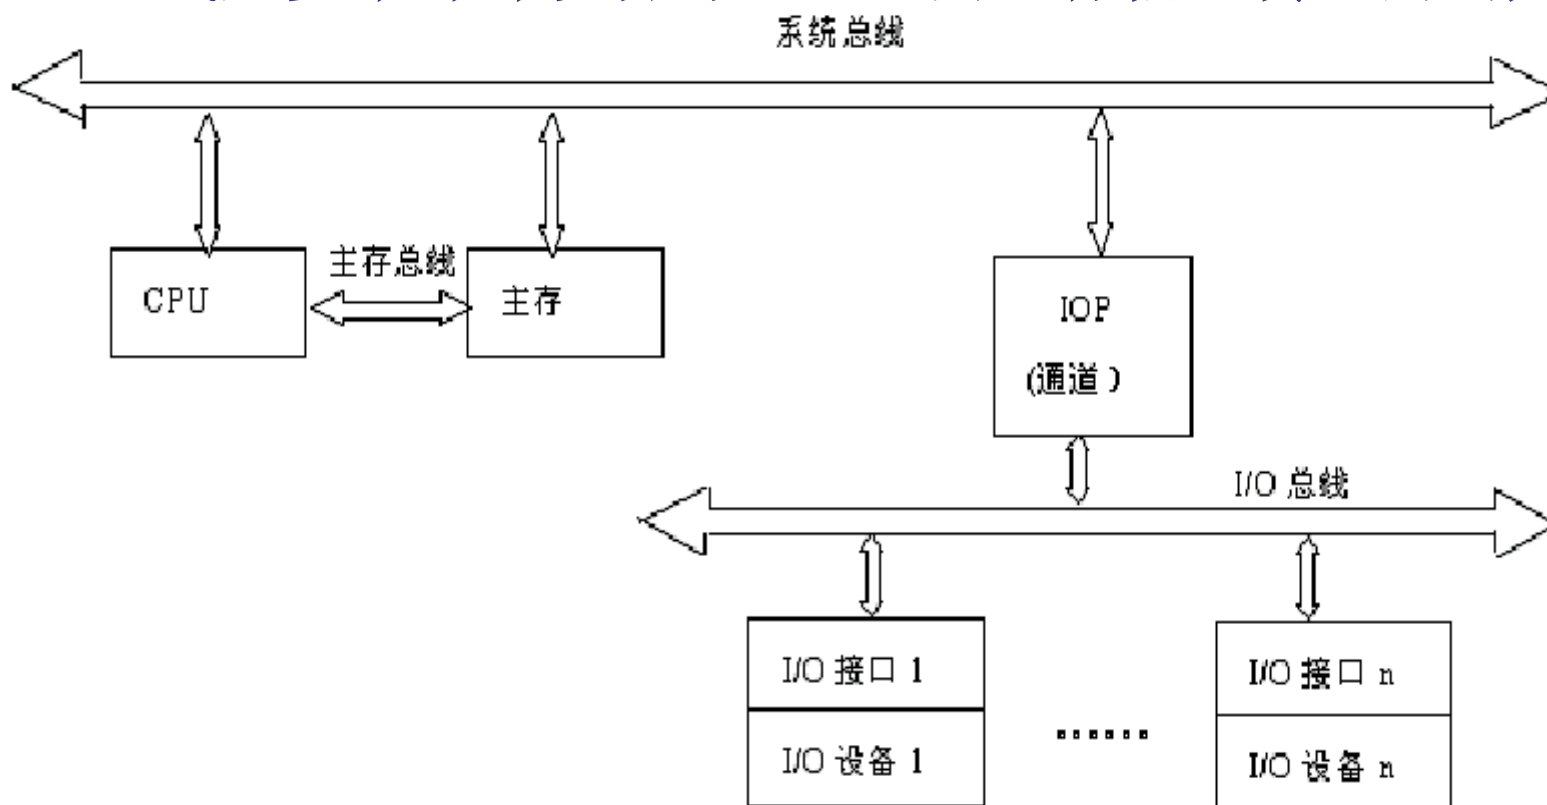 系统总线
CPU
主存总线
主存
IOP
(通道)
I/O 总线
I/O 接口 1
I/O 设备 1
......
I/O 接口 n
I/O 设备 n